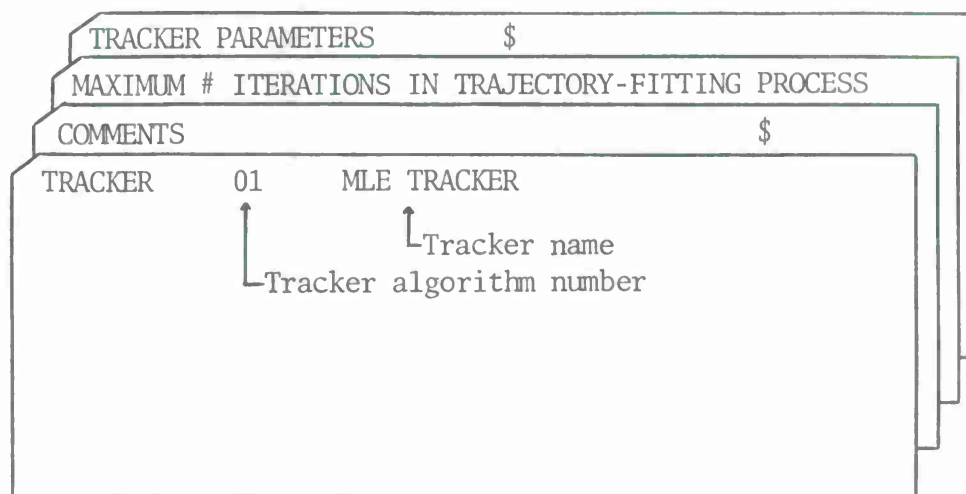 TRACKER PARAMETERS $
MAXIMUM # ITERATIONS IN TRAJECTORY-FITTING PROCESS
COMMENTS $
TRACKER 01 MLE TRACKER
Tracker name
Tracker algorithm number